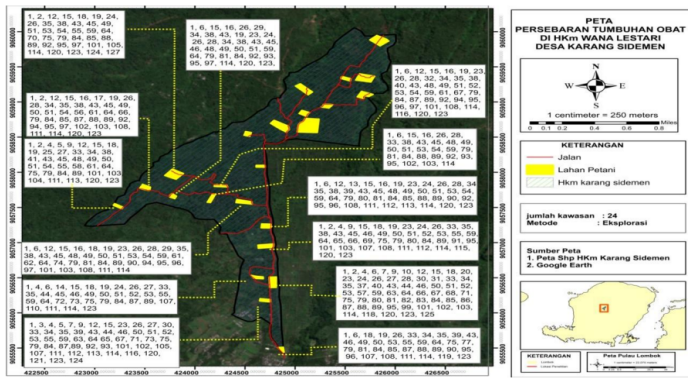 1, 2, 12, 15, 18, 19, 24,
26, 35, 38, 43, 45, 49,
51, 53, 54, 55, 59, 64,
70, 75, 79, 84, 85, 88,
89, 92, 95, 97, 101, 105,
114, 120, 123, 124, 127
1, 6, 15, 16, 26, 29,
34, 38, 43, 19, 23, 24,
26, 28, 34, 38, 43, 45,
46, 48, 49, 50, 51, 59,
64, 79, 81, 84, 92, 93,
95, 97, 114, 120, 123
1, 2, 12, 15, 16, 17, 19, 26,
28, 34, 35, 38, 43, 45, 49,
50, 51, 54, 56, 61, 64, 66,
79, 84, 85, 87, 88, 89, 92,
94, 95, 97, 102, 103, 108,
111, 114, 120, 123
1, 2, 4, 5, 9, 12, 15, 18,
19, 25, 27, 33, 34, 38,
41, 43, 45, 48, 49, 50,
51, 54, 55, 58, 61, 64,
75, 79, 84, 89, 101, 103,
104, 111, 113, 120, 123
1, 6, 12, 15, 16, 19, 23,
26, 28, 32, 34, 35, 38,
40, 43, 48, 49, 51, 52,
53, 54, 59, 61, 67, 79,
84, 87, 89, 92, 94, 95,
96, 97, 101, 108, 114,
116, 120, 123
1, 6, 15, 16, 26, 28,
33, 38, 43, 45, 48, 49,
50, 51, 53, 54, 59, 79,
81, 84, 88, 89, 92, 93,
95, 102, 103, 114
1, 6, 12, 13, 15, 16, 19, 23, 24, 26, 28, 34
35, 38, 39, 43, 45, 48, 49, 50, 51, 53, 54,
59, 64, 79, 80, 81, 84, 85, 88, 89, 90, 92,
95, 96, 108, 111, 112, 113, 114, 120, 123
1, 2, 4, 9, 15, 18, 19, 23, 24, 26, 33, 35,
38, 43, 45, 46, 48, 49, 50, 51, 52, 55, 59,
64, 65, 66, 69, 75, 79, 80, 84, 89, 91, 95,
101, 103, 107, 108, 111, 112, 114, 115,
120, 123
1, 6, 12, 15, 16, 18, 19, 23, 26, 28, 29, 35,
38, 43, 45, 48, 49, 50, 51, 53, 54, 59, 61,
62, 64, 74, 79, 81, 84, 89, 90, 94, 95, 96,
97, 101, 103, 108, 111, 114
1, 4, 6, 14, 15, 18, 19, 24, 26, 27, 33,
35, 44, 45, 46, 49, 50, 51, 52, 53, 55,
59, 64, 72, 73, 75, 79, 84, 87, 89, 107,
110, 111, 114, 123
1, 2, 4, 6, 7, 9, 10, 12, 15, 18, 20,
23, 24, 26, 27, 28, 30, 31, 33, 34,
35, 37, 40, 43, 44, 46, 50, 51, 52,
53, 57, 59, 63, 64, 66, 67, 68, 71,
75, 79, 80, 81, 82, 83, 84, 85, 86,
87, 88, 89, 95, 99, 101, 102, 103,
114, 118, 120, 123, 125
1, 3, 4, 5, 7, 9, 12, 15, 23, 26, 27, 30,
33, 34, 35, 39, 43, 44, 46, 50, 51, 52,
53, 55, 59, 63, 64 65, 67, 71, 73, 75,
79, 84, 87,89, 92, 93, 101, 102, 105,
107, 111, 112, 113, 114, 116, 120,
121, 123, 124
1, 6, 18, 19, 26, 33, 34, 35, 39, 43,
46, 49, 50, 53, 55, 59, 64, 75, 77,
79, 81, 84, 85, 87, 88, 89, 90, 95,
96, 107, 108, 111, 114, 119, 123
422500 423000 423500 424000 424500 425000 425500 426000 426500
PETA
PERSEBARAN TUMBUHAN OBAT
DI HKm WANA LESTARI
DESA KARANG SIDEMEN
N
W E
S
1 centimeter = 250 meters
0 0.1 0.2 0.4 0.6 0.8
Miles
KETERANGAN
Jalan
Lahan Petani
Hkm karang sidemen
jumlah kawasan : 24
Metode : Eksplorasi
Sumber Peta
1. Peta Shp HKm Karang Sidemen
2. Google Earth
KETERANGAN
Peta Pulau Lombok